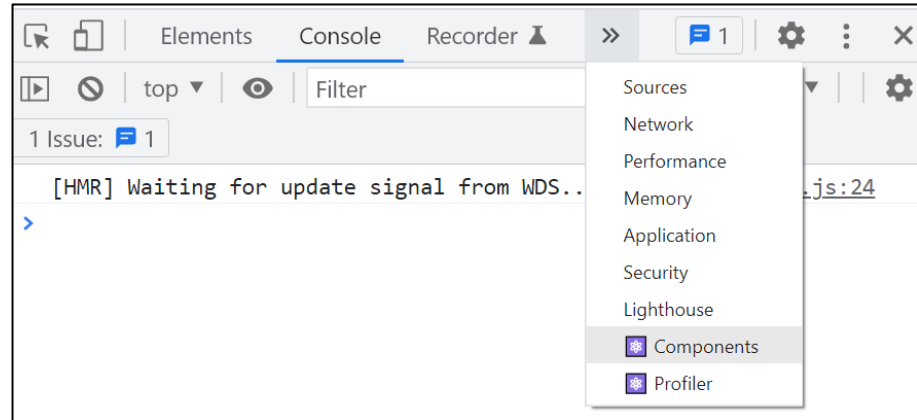 Elements Console Recorder 1
top Filter
1 Issue: 1
[HMR] Waiting for update signal from WDS.. .js:24
Sources
Network
Performance
Memory
Application
Security
Lighthouse
Components
Profiler